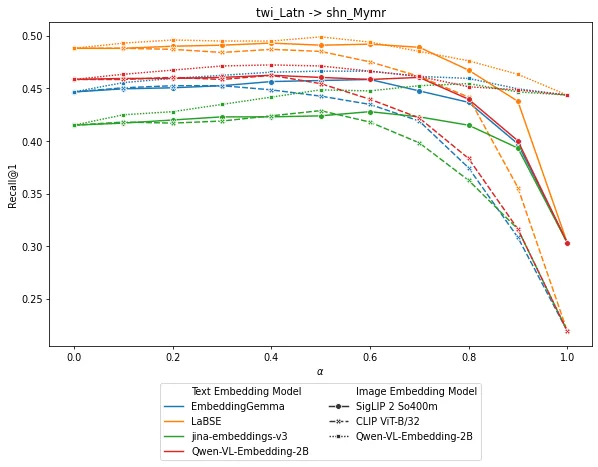 twi_Latn -> shn_Mymr
Recall@1
0.50
0.45
0.40
0.35
0.30
0.25
0.0
0.2
0.4
0.6
0.8
1.0
α
Text Embedding Model
EmbeddingGemma
LaBSE
jina-embeddings-v3
Qwen-VL-Embedding-2B
Image Embedding Model
SigLIP 2 So400m
CLIP ViT-B/32
Qwen-VL-Embedding-2B